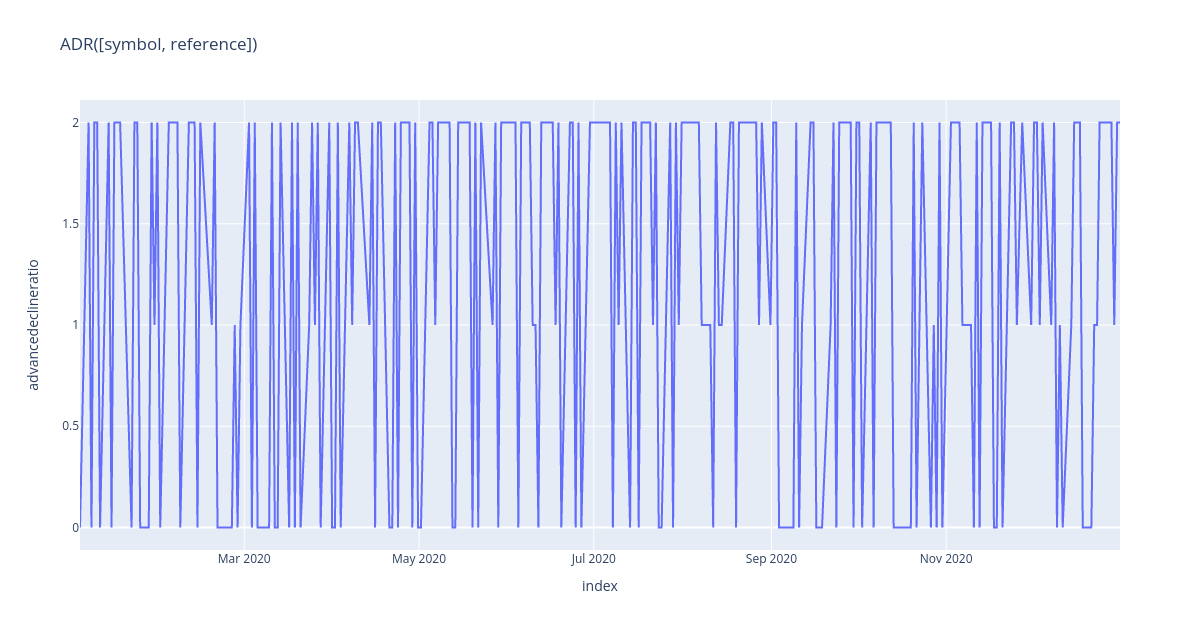 ADR([symbol, reference])
2
1.5
1
0.5
0
advancedeclineratio
Mar 2020
May 2020
Jul 2020
Sep 2020
Nov 2020
index